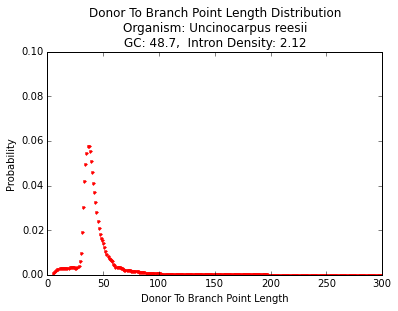 Donor To Branch Point Length Distribution
Organism: Uncinocarpus reesii
GC: 48.7,  Intron Density: 2.12
0.10
0.08
0.06
0.04
0.02
0.00
Probability
0 50 100 150 200 250 300
Donor To Branch Point Length